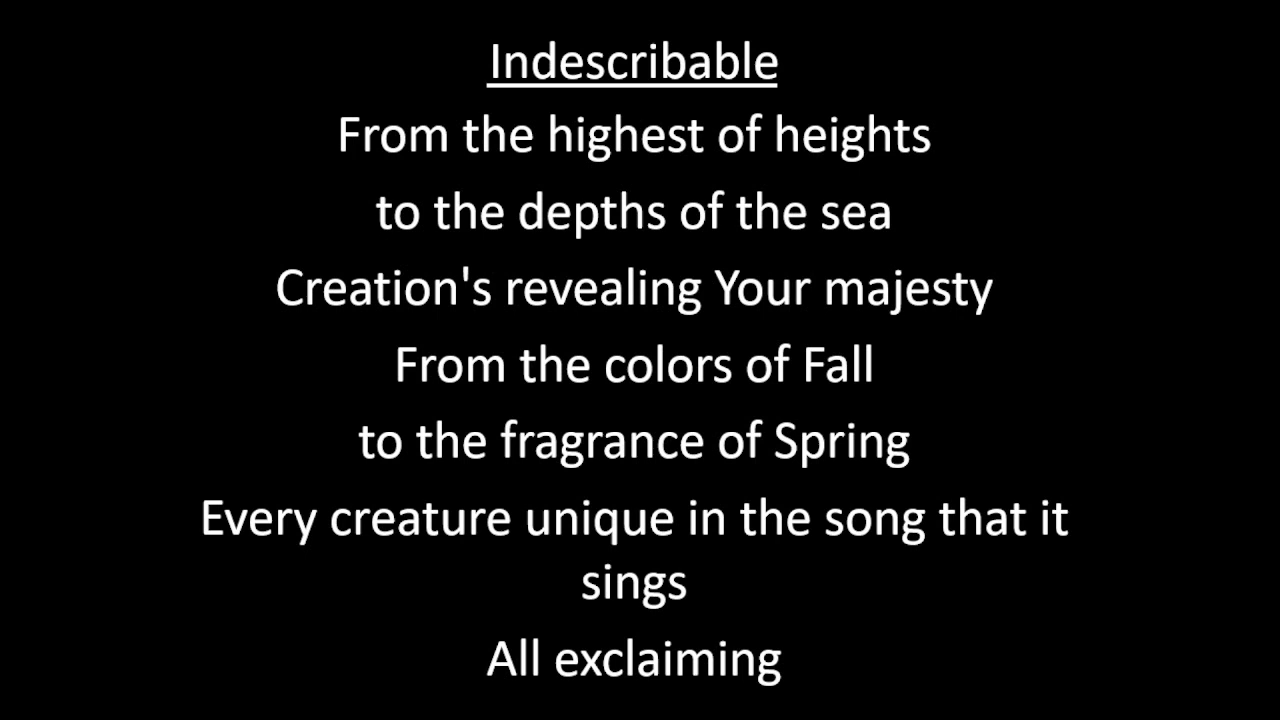 Indescribable
From the highest of heights
to the depths of the sea
Creation's revealing Your majesty
From the colors of Fall
to the fragrance of Spring
Every creature unique in the song that it
sings
All exclaiming